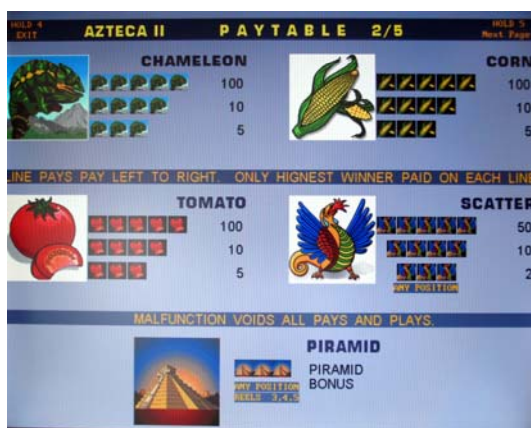 HOLD 4
EXIT
AZTECA II
PAYTABLE 2/5
HOLD 5
Next Page
CHAMELEON
100
10
5
CORN
100
10
5
LINE PAYS PAY LEFT TO RIGHT. ONLY HIGHEST WINNER PAID ON EACH LINE
TOMATO
100
10
5
SCATTER
50
10
2
ANY POSITION
MALFUNCTION VOIDS ALL PAYS AND PLAYS.
PIRAMID
PIRAMID
BONUS
ANY POSITION
REELS 3,4,5